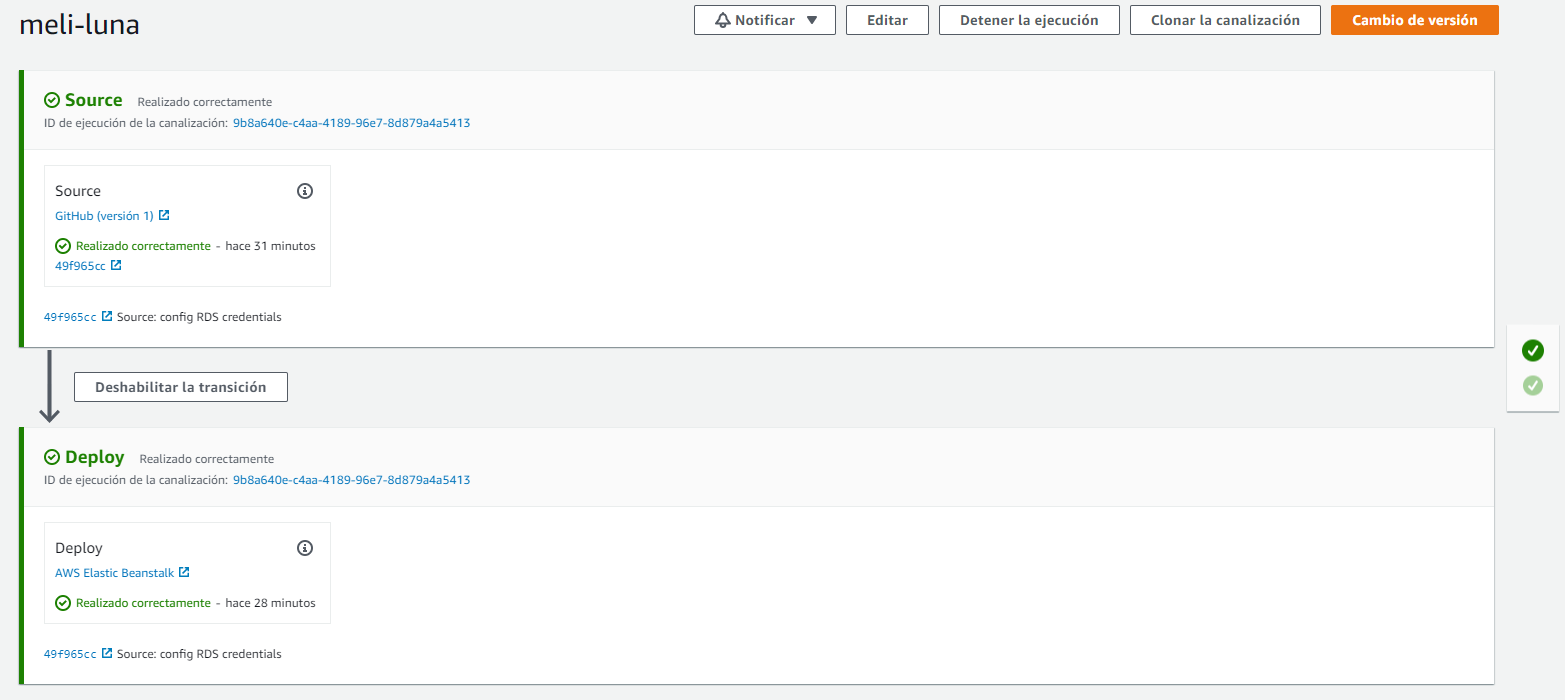 meli-luna
Notificar
Editar
Detener la ejecución
Clonar la canalización
Cambio de versión
Source Realizado correctamente
ID de ejecución de la canalización: 9b8a640e-c4aa-4189-96e7-8d879a4a5413
Source
GitHub (versión 1)
Realizado correctamente - hace 31 minutos
49f965cc
49f965cc Source: config RDS credentials
Deshabilitar la transición
Deploy Realizado correctamente
ID de ejecución de la canalización: 9b8a640e-c4aa-4189-96e7-8d879a4a5413
Deploy
AWS Elastic Beanstalk
Realizado correctamente - hace 28 minutos
49f965cc Source: config RDS credentials